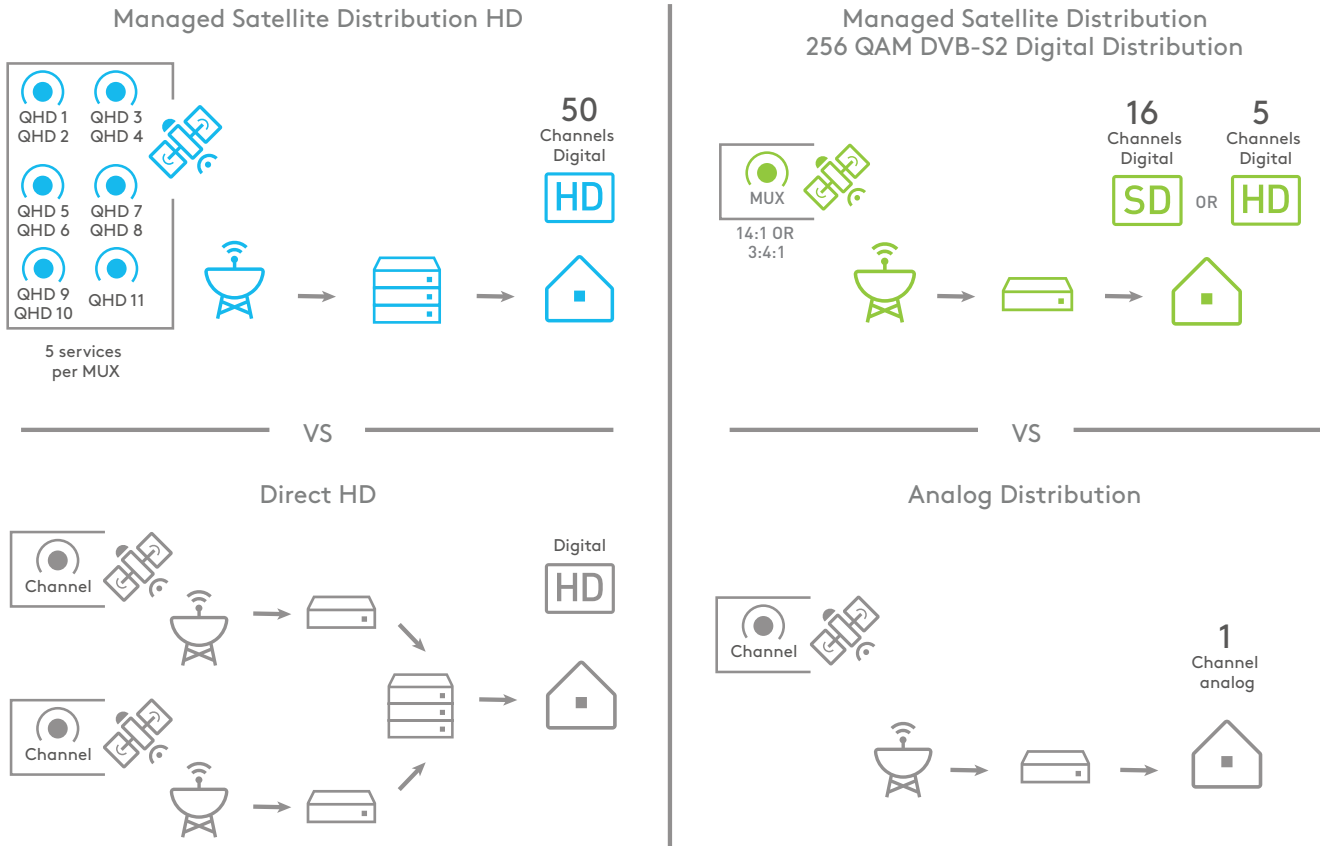 Managed Satellite Distribution HD
QHD 1
QHD 2
QHD 3
QHD 4
QHD 5
QHD 6
QHD 7
QHD 8
QHD 9
QHD 10
QHD 11
5 services
per MUX
50
Channels
Digital
HD
VS
Direct HD
Channel
Channel
Digital
HD
Managed Satellite Distribution
256 QAM DVB-S2 Digital Distribution
MUX
14:1 OR
3:4:1
16
Channels
Digital
SD
OR
5
Channels
Digital
HD
VS
Analog Distribution
Channel
1
Channel
analog